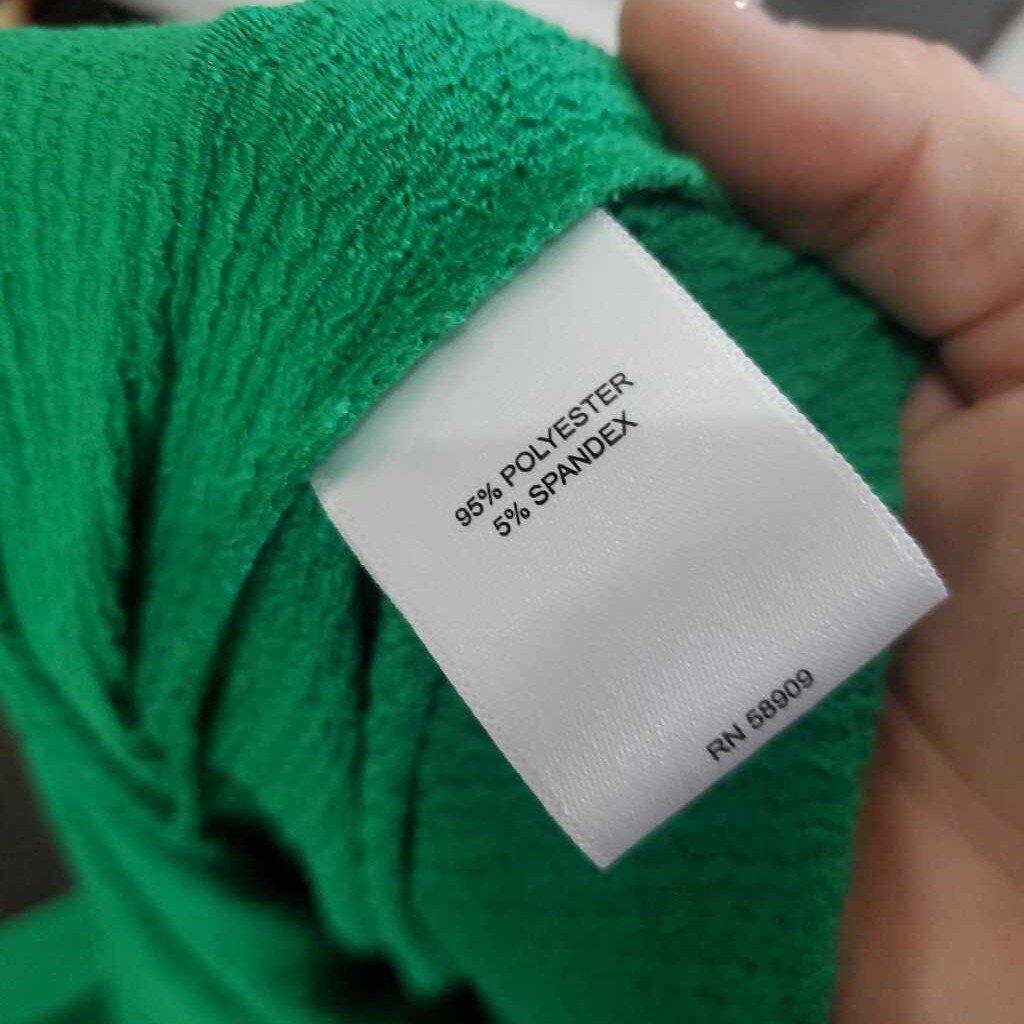 95% POLYESTER
5% SPANDEX
RN 58909